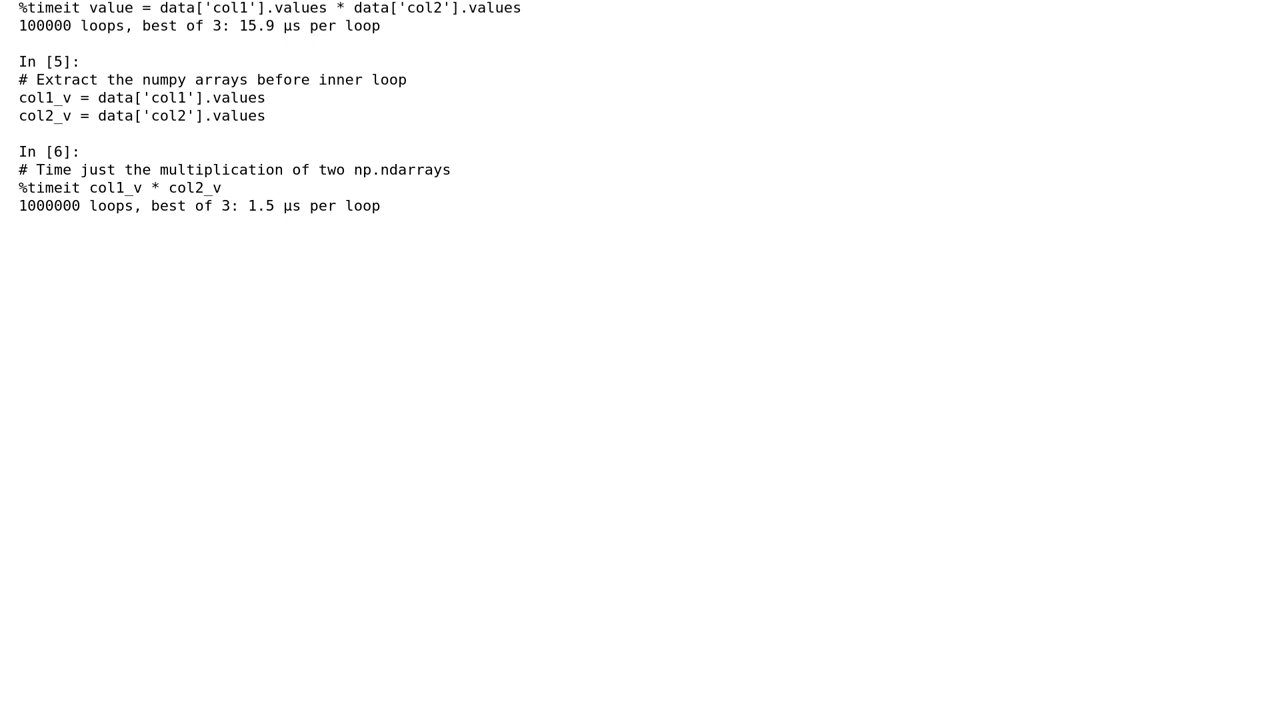 %timeit value = data['col1'].values * data['col2'].values
100000 loops, best of 3: 15.9 µs per loop
In [5]:
# Extract the numpy arrays before inner loop
col1_v = data['col1'].values
col2_v = data['col2'].values
In [6]:
# Time just the multiplication of two np.ndarrays
%timeit col1_v * col2_v
1000000 loops, best of 3: 1.5 µs per loop